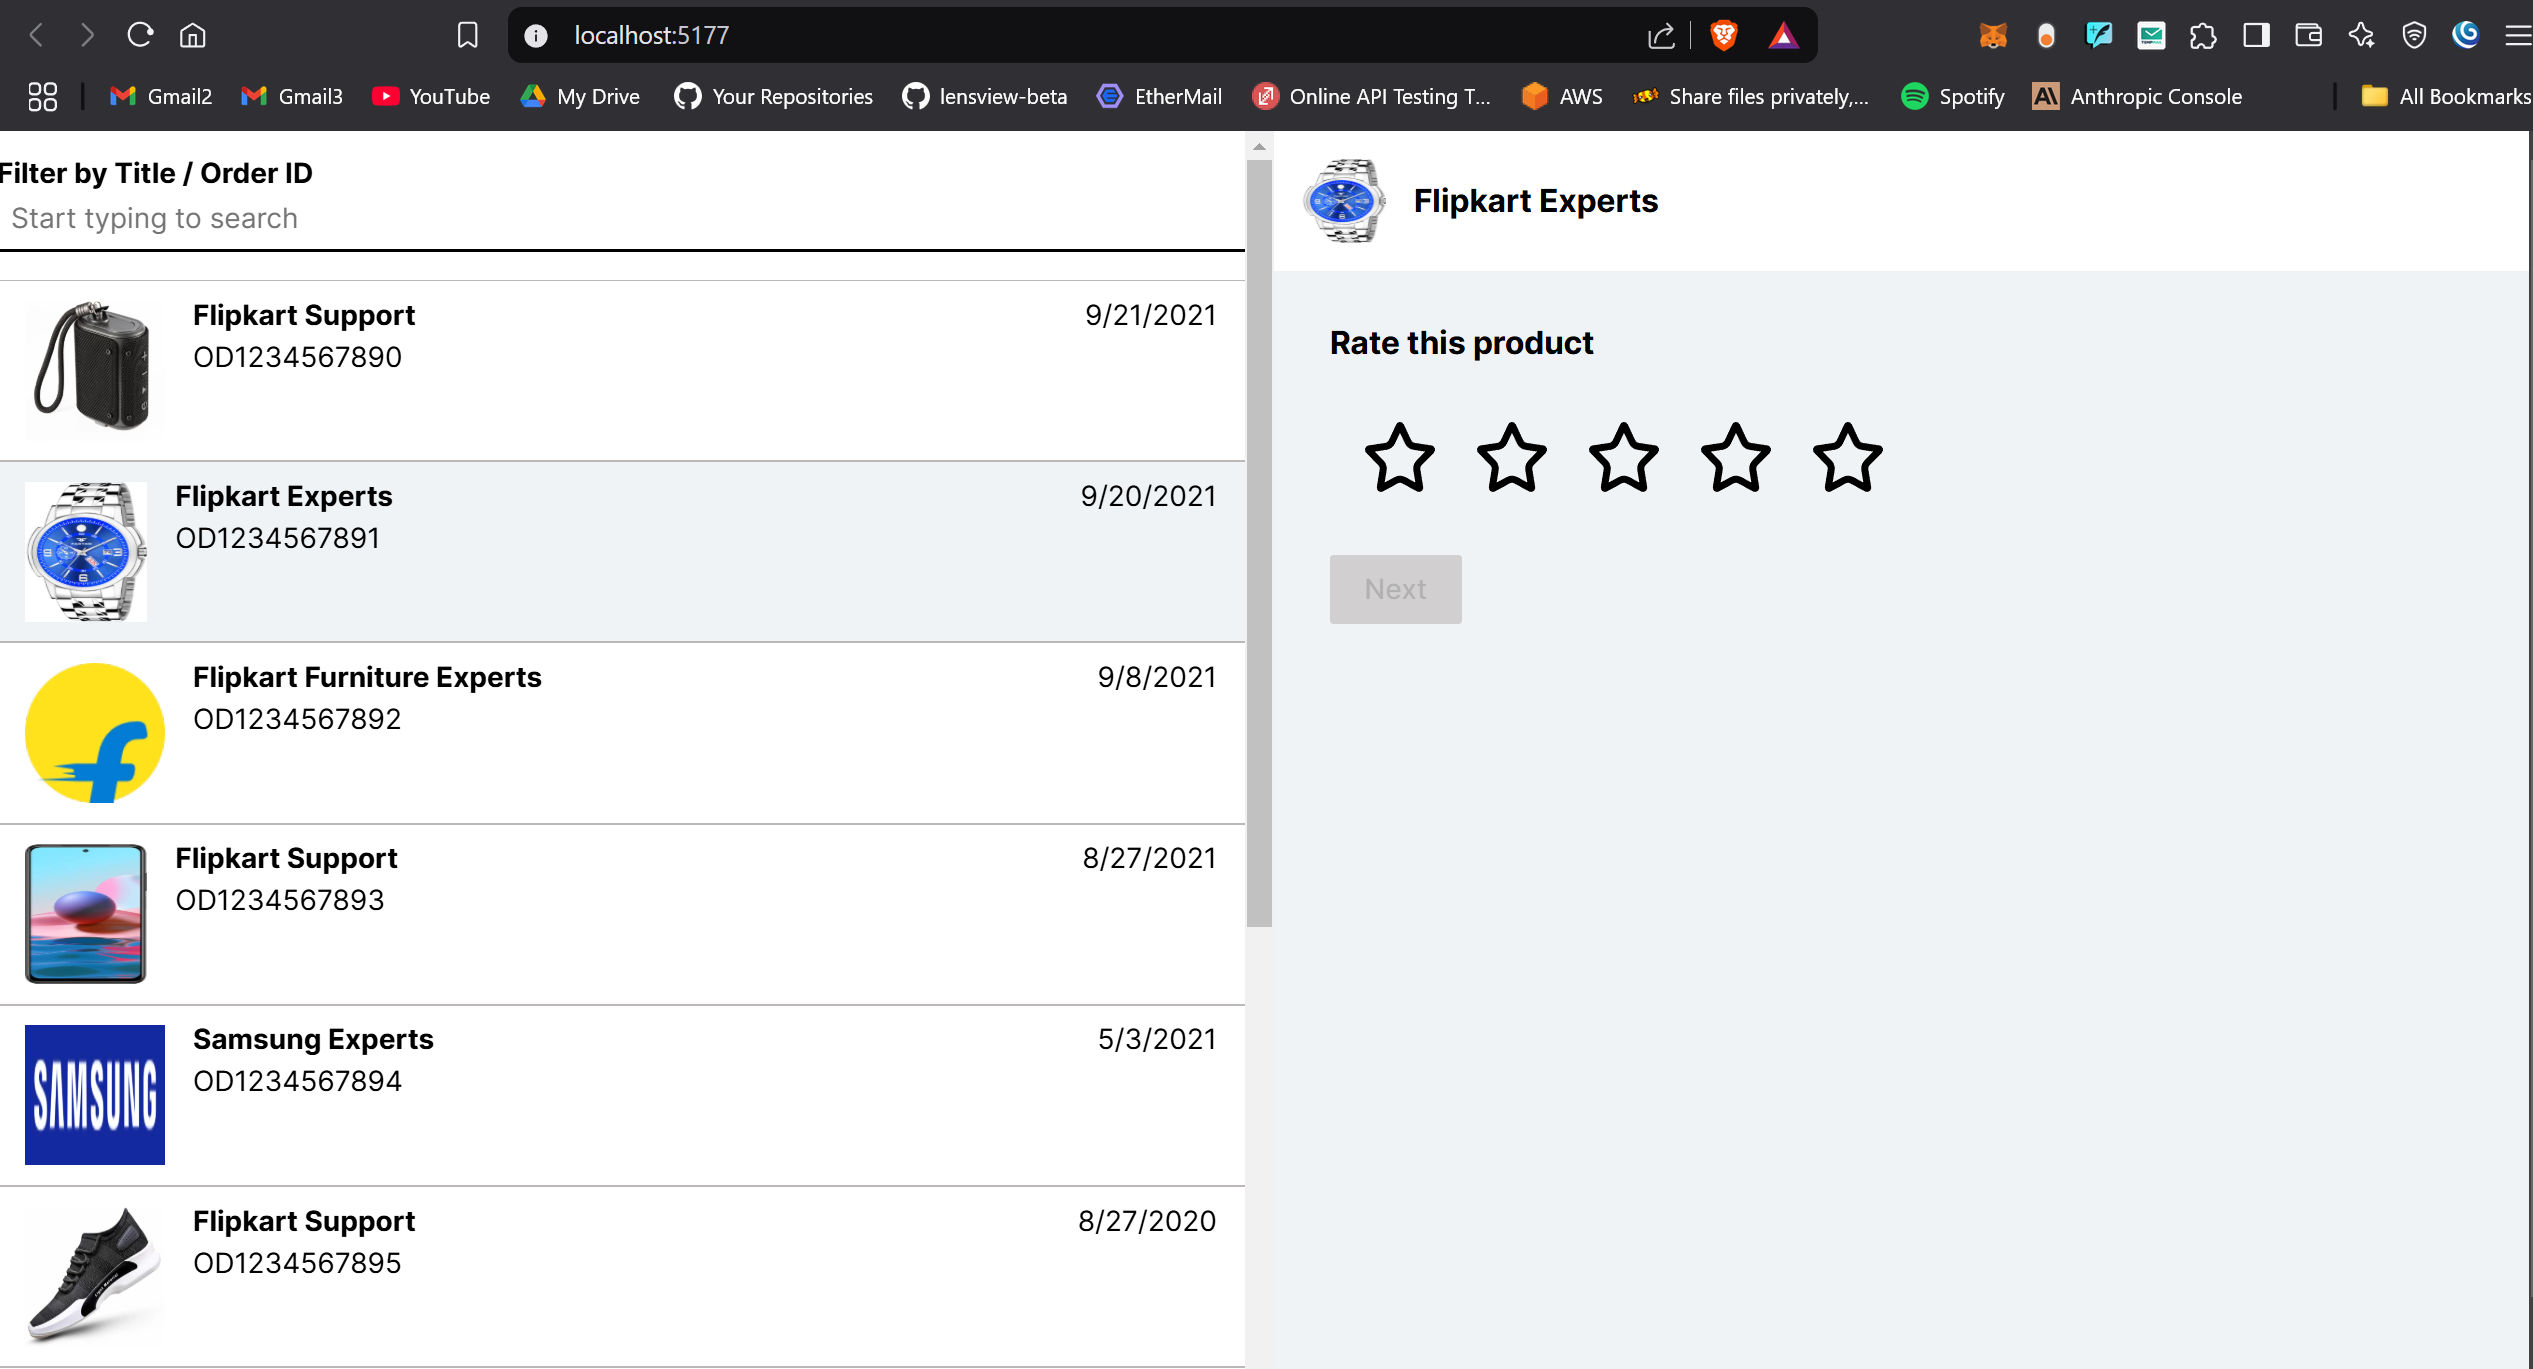 localhost:5177
Gmail2
Gmail3
YouTube
My Drive
Your Repositories
lensview-beta
EtherMail
Online API Testing T...
AWS
Share files privately,...
Spotify
Anthropic Console
All Bookmarks
Filter by Title / Order ID
Start typing to search
Flipkart Support
9/21/2021
OD1234567890
Flipkart Experts
9/20/2021
OD1234567891
Flipkart Furniture Experts
9/8/2021
OD1234567892
Flipkart Support
8/27/2021
OD1234567893
SAMSUNG
Samsung Experts
5/3/2021
OD1234567894
Flipkart Support
8/27/2020
OD1234567895
Flipkart Experts
Rate this product
Next